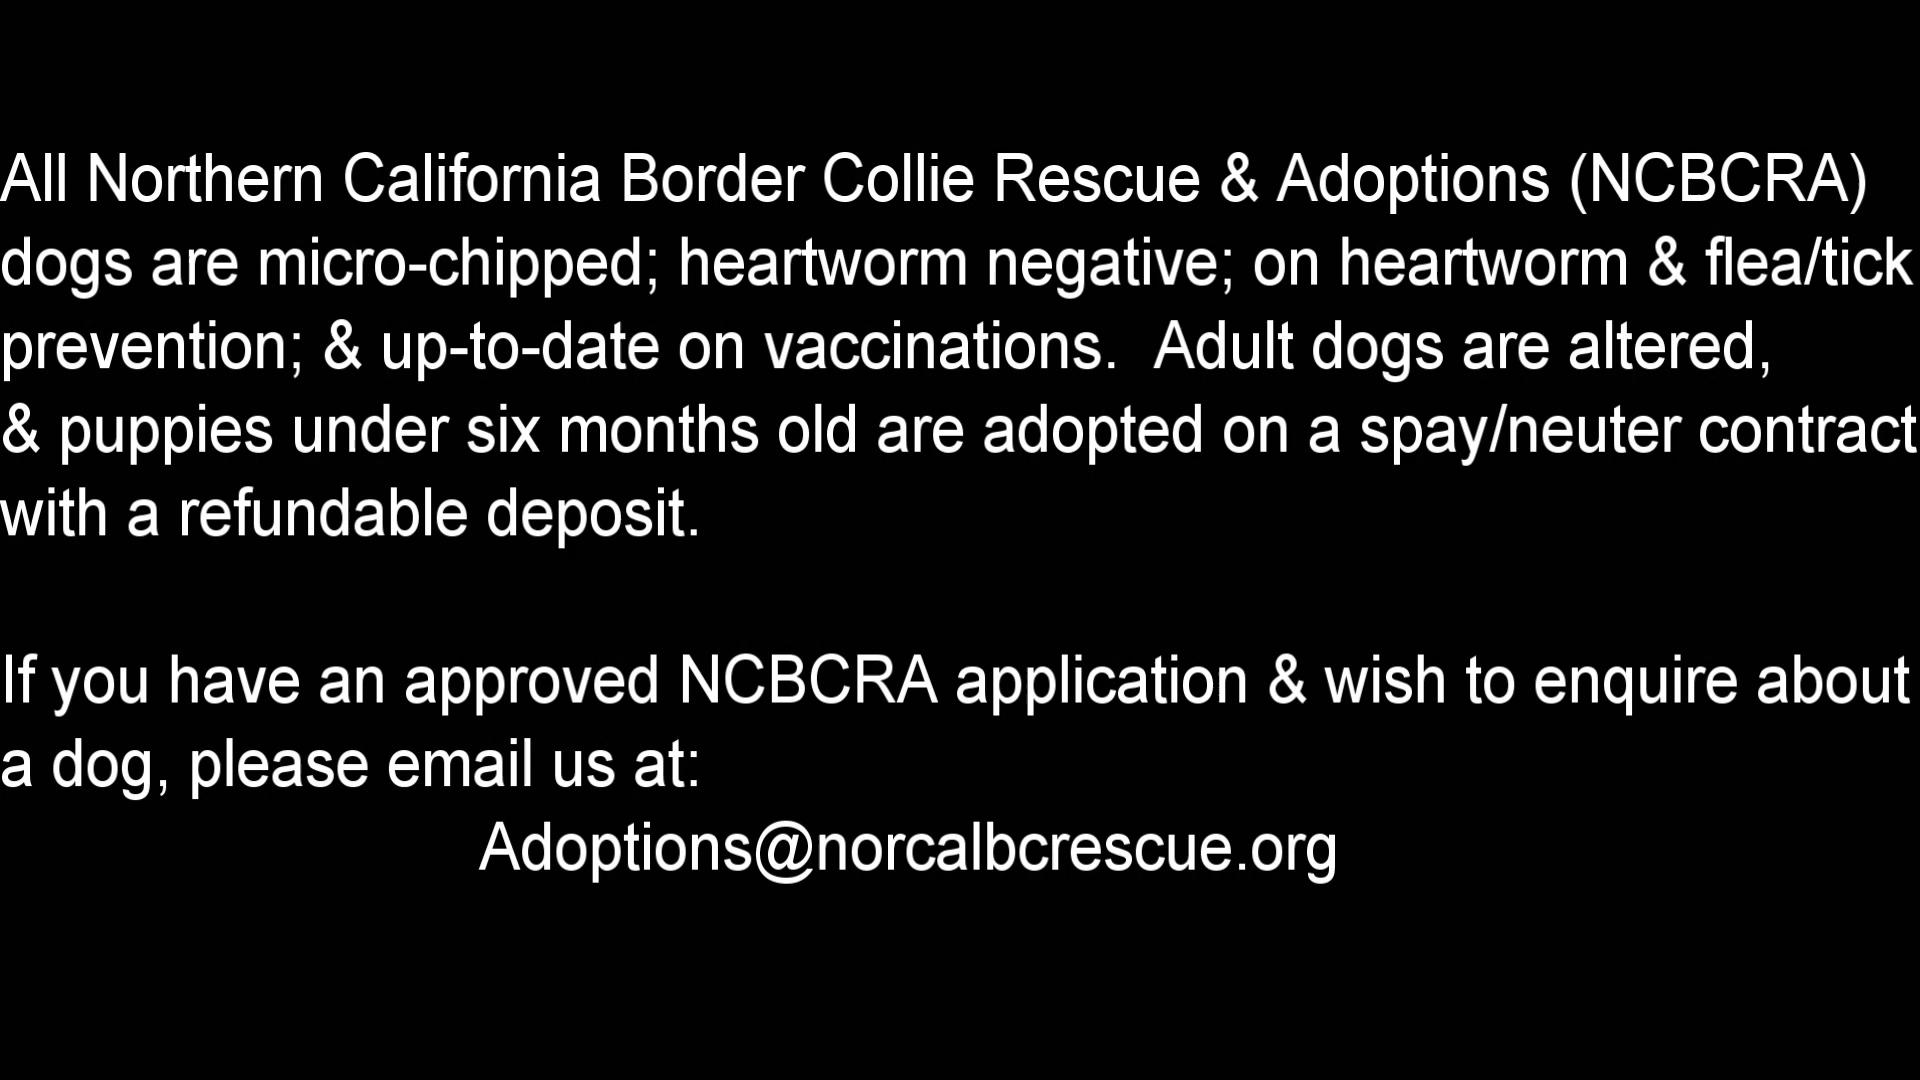 All Northern California Border Collie Rescue & Adoptions (NCBCRA)
dogs are micro-chipped; heartworm negative; on heartworm & flea/tick
prevention; & up-to-date on vaccinations.  Adult dogs are altered,
& puppies under six months old are adopted on a spay/neuter contract
with a refundable deposit.
If you have an approved NCBCRA application & wish to enquire about
a dog, please email us at:
Adoptions@norcalbcrescue.org